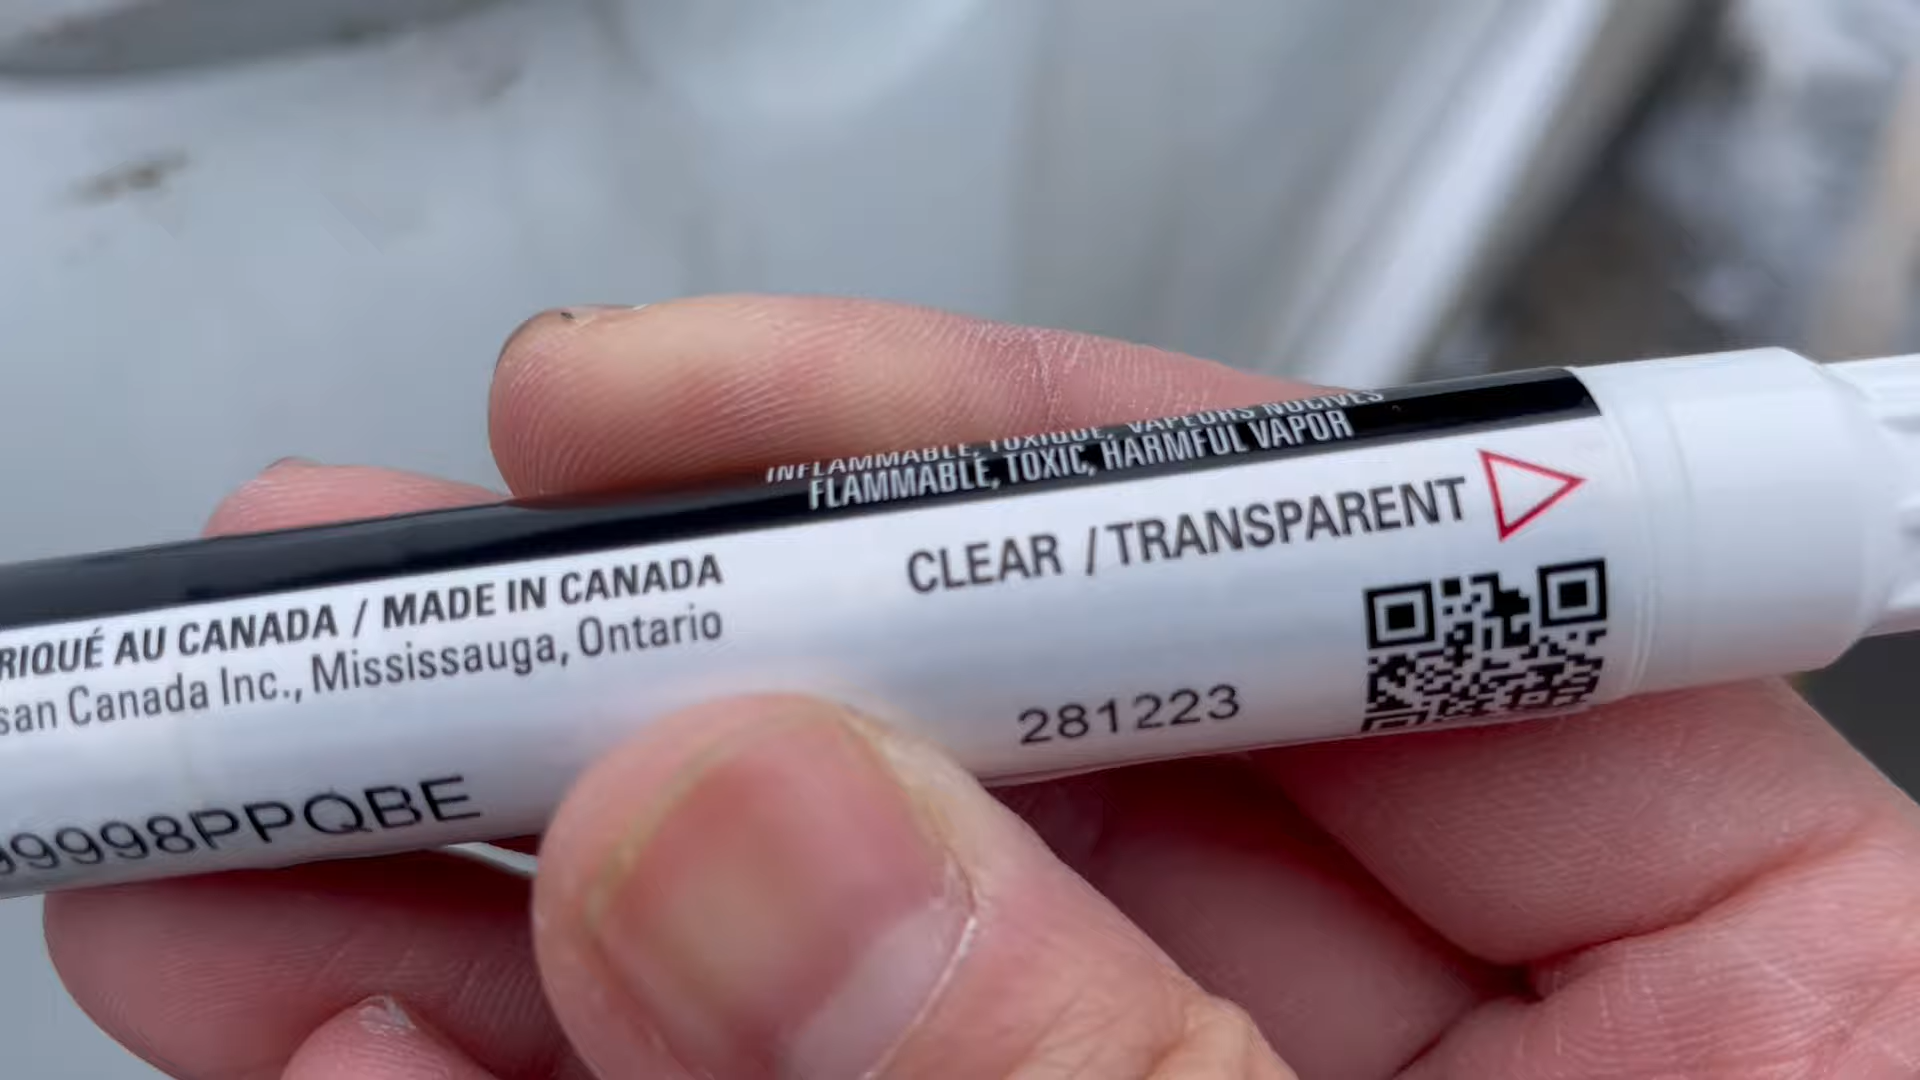 INFLAMMABLE, TOXIQUE, VAPEURS NOCIVES
FLAMMABLE, TOXIC, HARMFUL VAPOR
CLEAR / TRANSPARENT
RIQUÉ AU CANADA / MADE IN CANADA
san Canada Inc., Mississauga, Ontario
281223
99998PPQBE